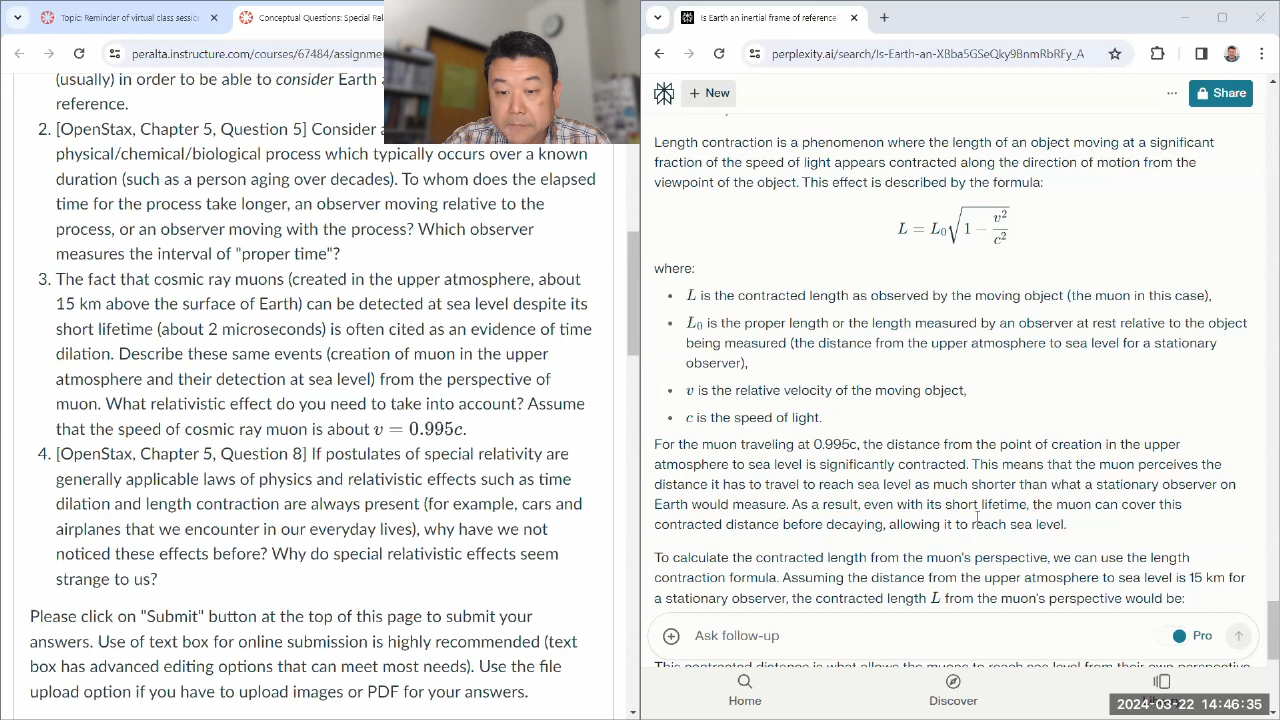 Topic: Reminder of virtual class sessi
Conceptual Questions: Special Rel
peralta.instructure.com/courses/67484/assignme
(usually) in order to be able to consider Earth
reference.
2. [OpenStax, Chapter 5, Question 5] Consider
physical/chemical/biological process which typically occurs over a known
duration (such as a person aging over decades). To whom does the elapsed
time for the process take longer, an observer moving relative to the
process, or an observer moving with the process? Which observer
measures the interval of "proper time"?
3. The fact that cosmic ray muons (created in the upper atmosphere, about
15 km above the surface of Earth) can be detected at sea level despite its
short lifetime (about 2 microseconds) is often cited as an evidence of time
dilation. Describe these same events (creation of muon in the upper
atmosphere and their detection at sea level) from the perspective of
muon. What relativistic effect do you need to take into account? Assume
that the speed of cosmic ray muon is about v = 0.995c.
4. [OpenStax, Chapter 5, Question 8] If postulates of special relativity are
generally applicable laws of physics and relativistic effects such as time
dilation and length contraction are always present (for example, cars and
airplanes that we encounter in our everyday lives), why have we not
noticed these effects before? Why do special relativistic effects seem
strange to us?
Please click on "Submit" button at the top of this page to submit your
answers. Use of text box for online submission is highly recommended (text
box has advanced editing options that can meet most needs). Use the file
upload option if you have to upload images or PDF for your answers.
Is Earth an inertial frame of reference
perplexity.ai/search/Is-Earth-an-XBba5GSeQky9BnmRbRFy_
New
Share
Length contraction is a phenomenon where the length of an object moving at a significant
fraction of the speed of light appears contracted along the direction of motion from the
viewpoint of the object. This effect is described by the formula:
L = L₀√(1 − v²/c²)
where:
• L is the contracted length as observed by the moving object (the muon in this case),
• L₀ is the proper length or the length measured by an observer at rest relative to the object
being measured (the distance from the upper atmosphere to sea level for a stationary
observer),
• v is the relative velocity of the moving object,
• c is the speed of light.
For the muon traveling at 0.995c, the distance from the point of creation in the upper
atmosphere to sea level is significantly contracted. This means that the muon perceives the
distance it has to travel to reach sea level as much shorter than what a stationary observer on
Earth would measure. As a result, even with its short lifetime, the muon can cover this
contracted distance before decaying, allowing it to reach sea level.
To calculate the contracted length from the muon's perspective, we can use the length
contraction formula. Assuming the distance from the upper atmosphere to sea level is 15 km for
a stationary observer, the contracted length L from the muon's perspective would be:
Ask follow-up
Pro
This contracted distance is what allows the muons to reach sea level from their own perspective
Home
Discover
2024-03-22 14:46:35